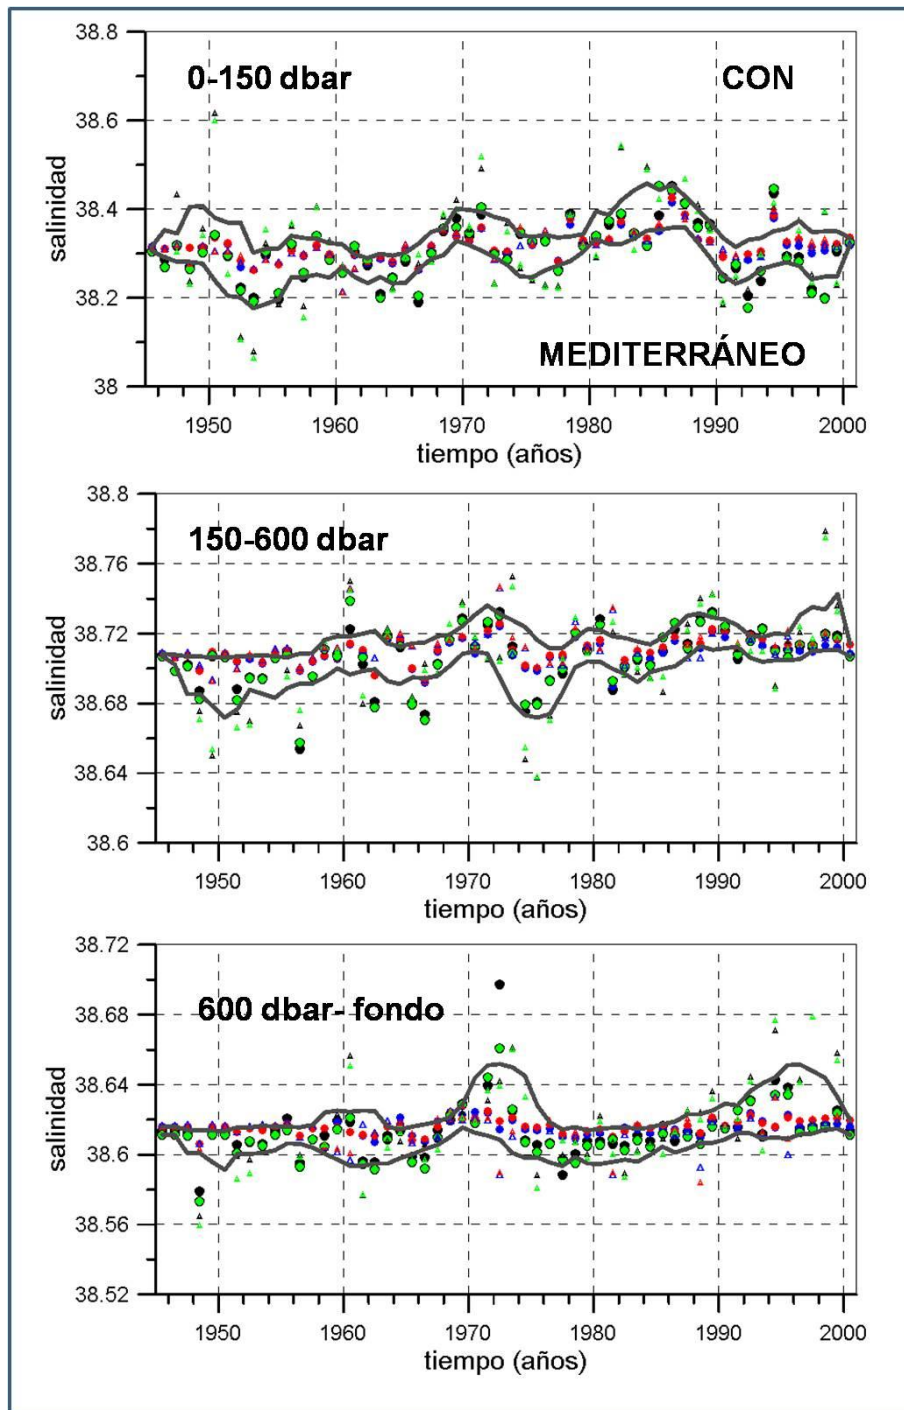 38.8
0-150 dbar CON
38.6
38.4
38.2
MEDITERRÁNEO
38
salinidad
1950 1960 1970 1980 1990 2000
tiempo (años)
38.8
150-600 dbar
38.76
38.72
38.68
38.64
38.6
salinidad
1950 1960 1970 1980 1990 2000
tiempo (años)
38.72
600 dbar- fondo
38.68
38.64
38.6
38.56
38.52
salinidad
1950 1960 1970 1980 1990 2000
tiempo (años)